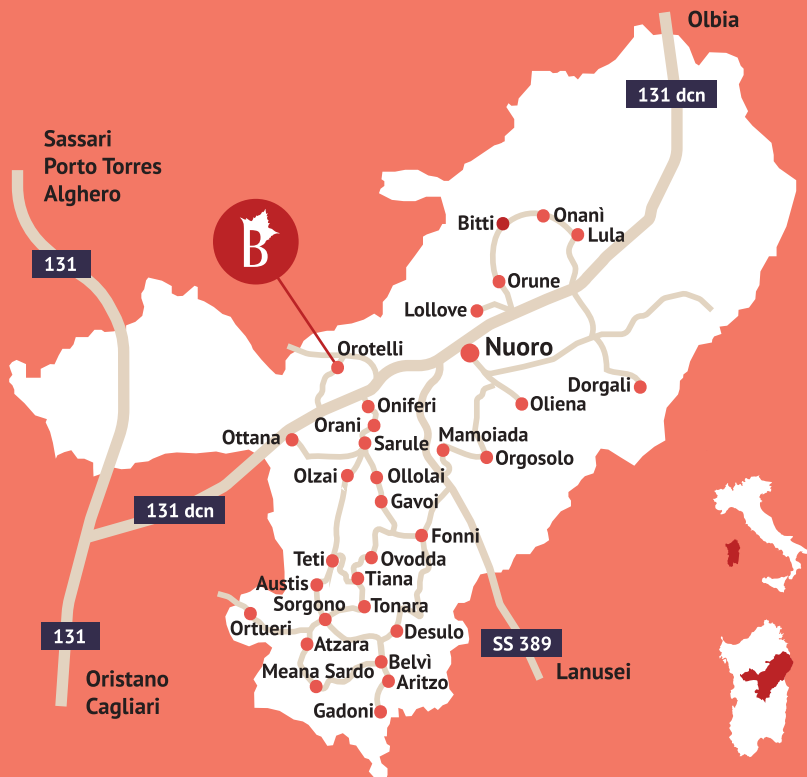 Olbia
131 dcn
Sassari
Porto Torres
Alghero
131
B
Bitti
Onanì
Lula
Orune
Lollove
Orotelli
Nuoro
Dorgali
Oliena
Oniferi
Orani
Ottana
Sarule
Mamoiada
Orgosolo
Olzai
Ollolai
Gavoi
131 dcn
Fonni
Teti
Ovodda
Tiana
Austis
Sorgono
Tonara
Ortueri
Desulo
131
SS 389
Atzara
Belvì
Meana Sardo
Aritzo
Lanusei
Oristano
Cagliari
Gadoni